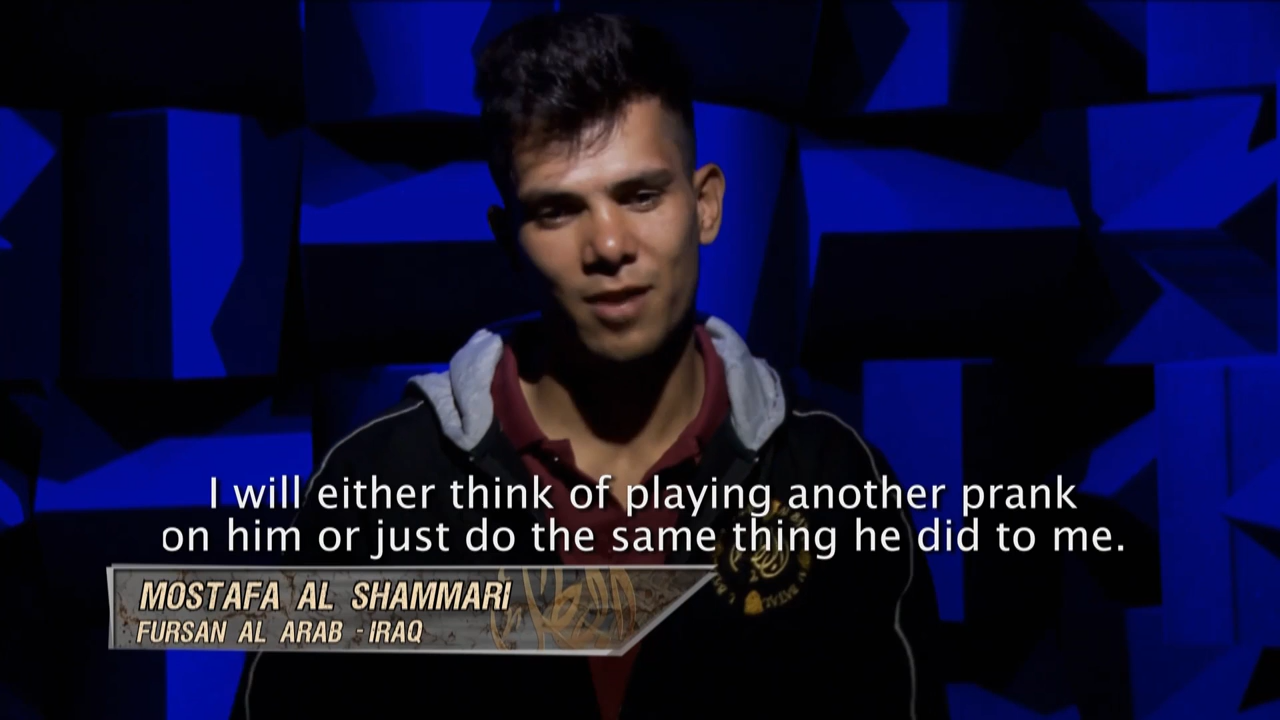 I will either think of playing another prank
on him or just do the same thing he did to me.
MOSTAFA AL SHAMMARI
FURSAN AL ARAB - IRAQ